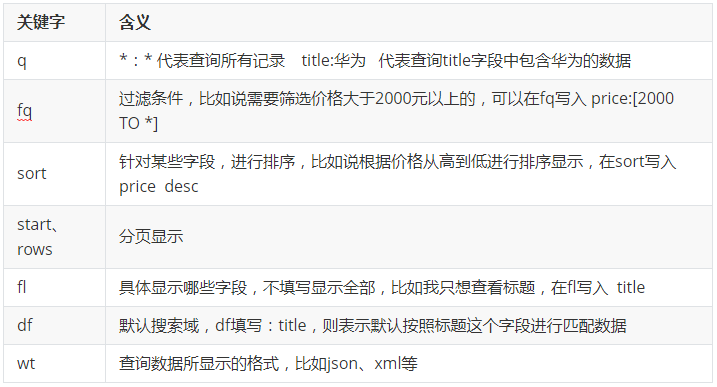 关键字 含义
q *：* 代表查询所有记录 title:华为 代表查询title字段中包含华为的数据
fq 过滤条件，比如说需要筛选价格大于2000元以上的，可以在fq写入 price:[2000
TO *]
sort 针对某些字段，进行排序，比如说根据价格从高到低进行排序显示，在sort写入
price desc
start、
rows 分页显示
fl 具体显示哪些字段，不填写显示全部，比如我只想查看标题，在fl写入 title
df 默认搜索域，df填写：title，则表示默认按照标题这个字段进行匹配数据
wt 查询数据所显示的格式，比如json、xml等